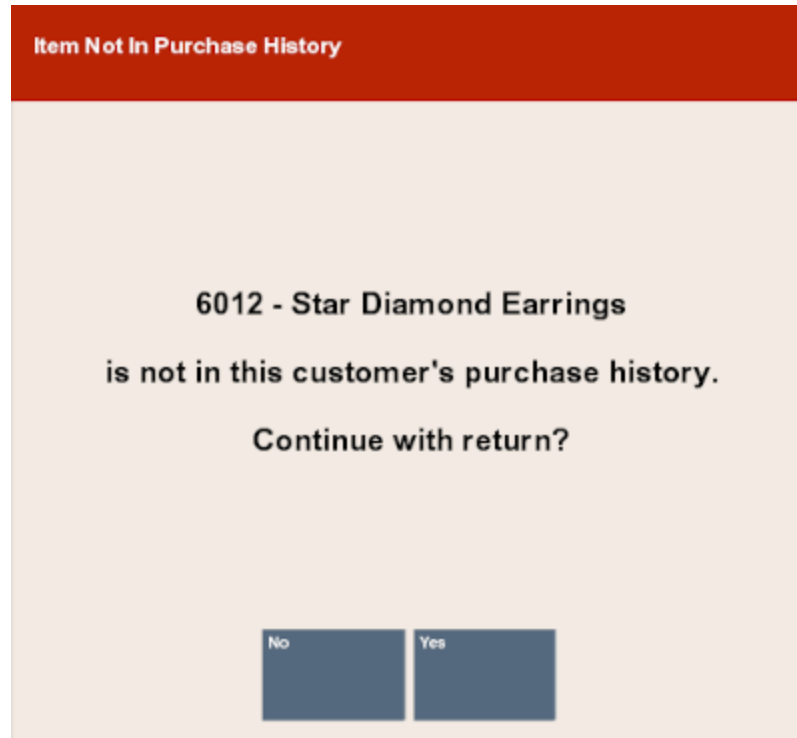 Item Not In Purchase History
6012 - Star Diamond Earrings
is not in this customer's purchase history.
Continue with return?
No
Yes